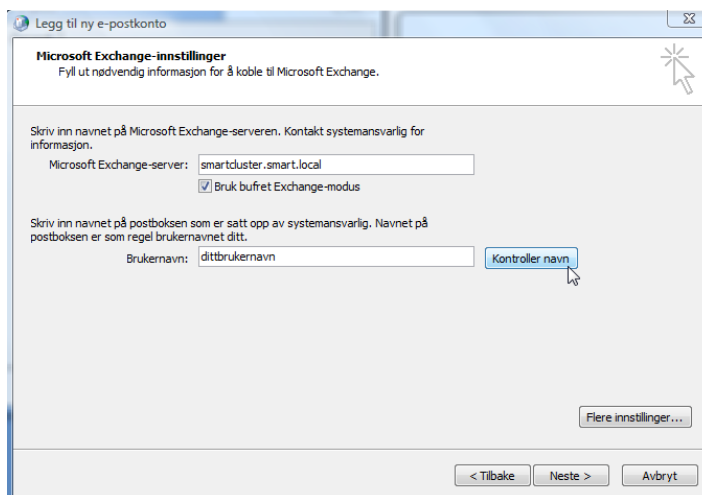 Legg til ny e-postkonto
Microsoft Exchange-innstillinger
Fyll ut nødvendig informasjon for å koble til Microsoft Exchange.
Skriv inn navnet på Microsoft Exchange-serveren. Kontakt systemansvarlig for
informasjon.
Microsoft Exchange-server: smartcluster.smart.local
Bruk bufret Exchange-modus
Skriv inn navnet på postboksen som er satt opp av systemansvarlig. Navnet på
postboksen er som regel brukernavnet ditt.
Brukernavn: dittbrukernavn Kontroller navn
Flere innstillinger...
< Tilbake Neste > Avbryt